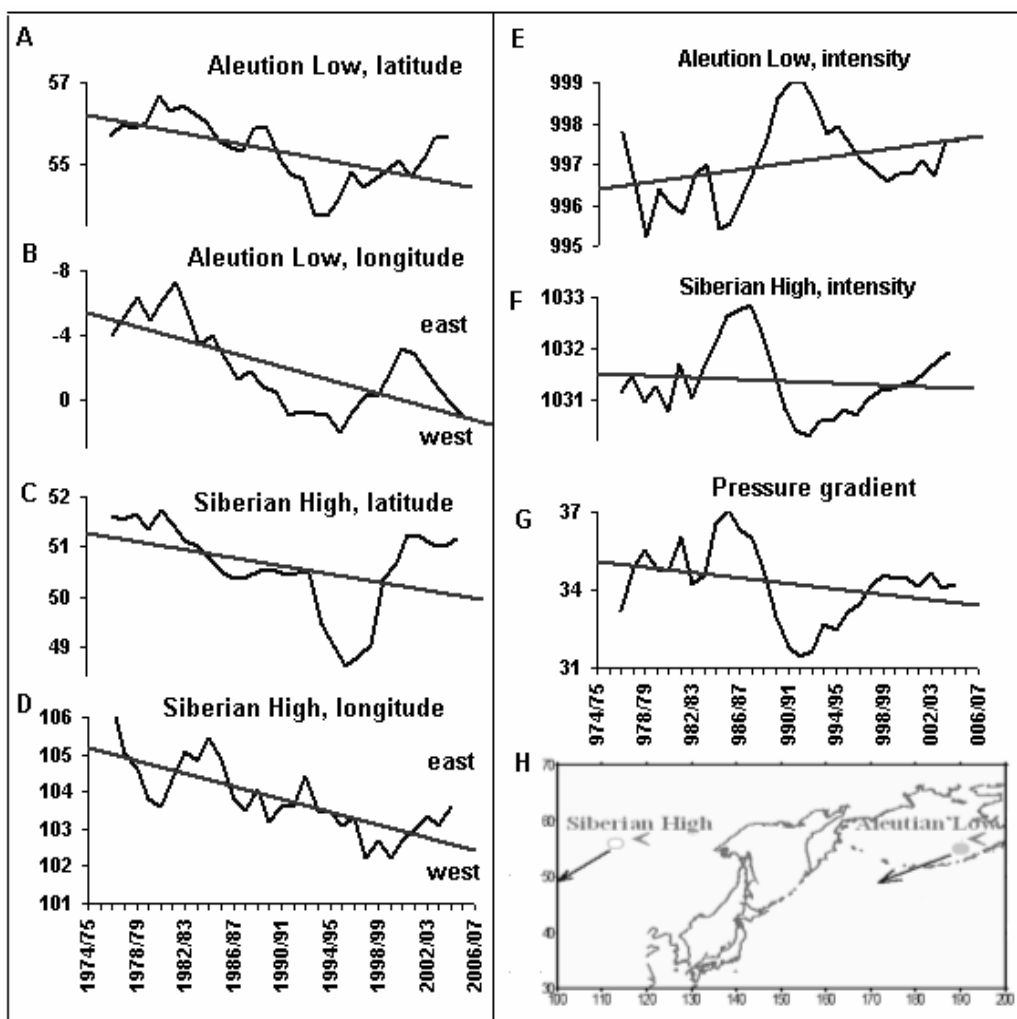 A
Aleution Low, latitude
57
55
B
Aleution Low, longitude
-8
-4
0
east
west
C
Siberian High, latitude
52
51
50
49
D
Siberian High, longitude
106
105
104
103
102
101
east
west
1974/75
1978/79
1982/83
1986/87
1990/91
1994/95
1998/99
2002/03
2006/07
E
Aleution Low, intensity
999
998
997
996
995
F
Siberian High, intensity
1033
1032
1031
G
Pressure gradient
37
34
31
974/75
978/79
982/83
986/87
990/91
994/95
998/99
002/03
006/07
H
Siberian High
Aleutian Low
70
60
50
40
30
100
110
120
130
140
150
160
170
180
190
200